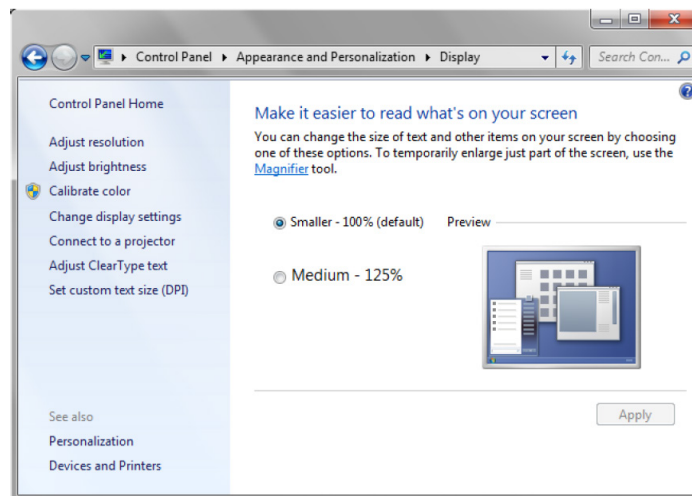 Control Panel ▸ Appearance and Personalization ▸ Display
Search Con...
Control Panel Home
Adjust resolution
Adjust brightness
Calibrate color
Change display settings
Connect to a projector
Adjust ClearType text
Set custom text size (DPI)
See also
Personalization
Devices and Printers
Make it easier to read what's on your screen
You can change the size of text and other items on your screen by choosing
one of these options. To temporarily enlarge just part of the screen, use the
Magnifier tool.
Smaller - 100% (default)
Preview
Medium - 125%
Apply